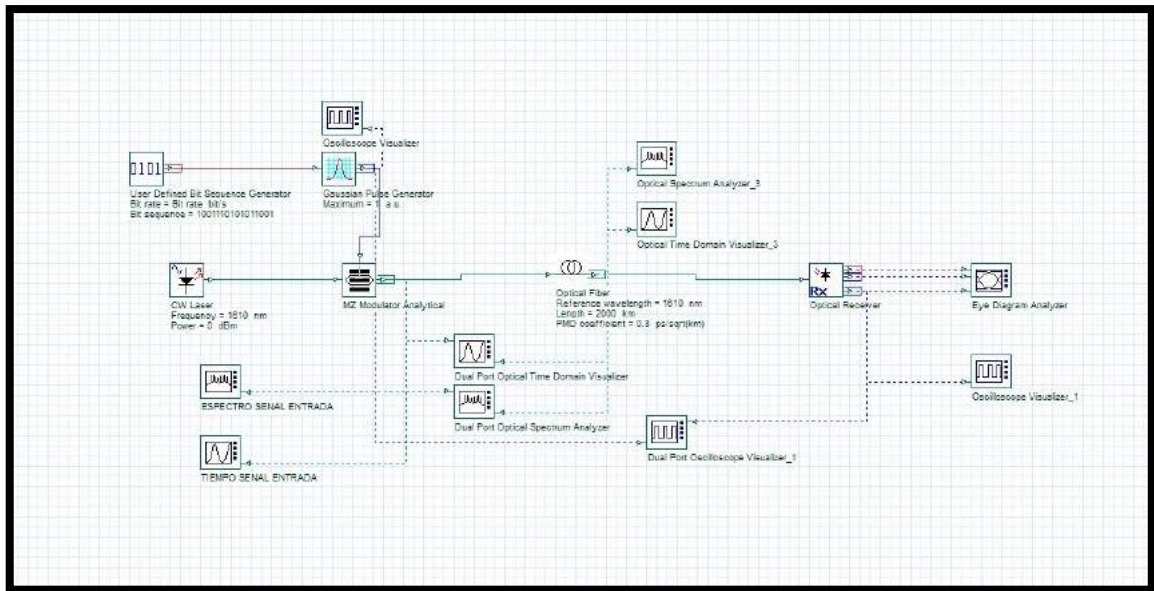 Oscilloscope Visualizer
0101
User Defined Bit Sequence Generator
Bit rate = Bit rate bit/s
Bit sequence = 1001110101011001
Gaussian Pulse Generator
Maximum = 1 a.u.
Optical Spectrum Analyzer_3
Optical Time Domain Visualizer_3
CW Laser
Frequency = 1610 nm
Power = 0 dBm
MZ Modulator Analytical
Optical Fiber
Reference wavelength = 1610 nm
Length = 2000 km
PMD coefficient = 0.3 ps/sqrt(km)
Rx
Optical Receiver
Eye Diagram Analyzer
Dual Port Optical Time Domain Visualizer
ESPECTRO SENAL ENTRADA
Dual Port Optical Spectrum Analyzer
Oscilloscope Visualizer_1
Dual Port Oscilloscope Visualizer_1
TIEMPO SENAL ENTRADA